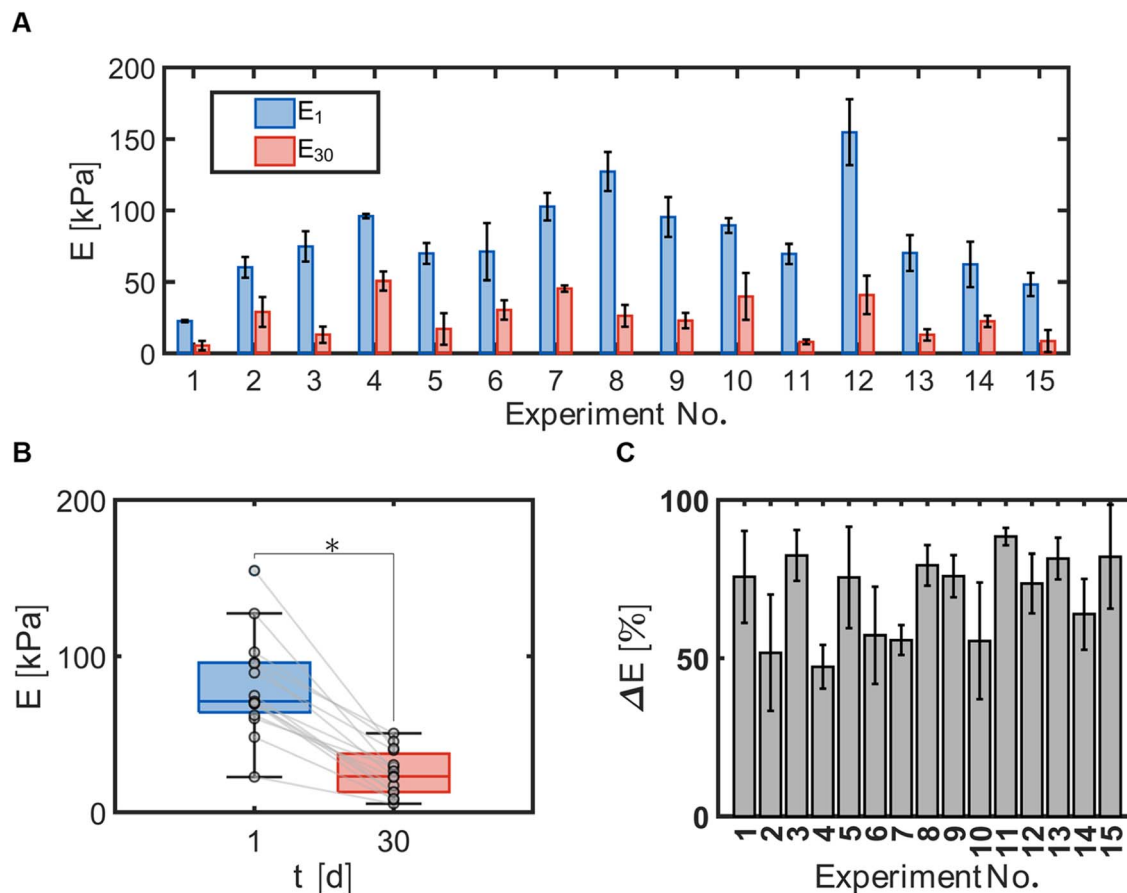 A
E [kPa]
200
150
100
50
0
E₁
E₃₀
1 2 3 4 5 6 7 8 9 10 11 12 13 14 15
Experiment No.
B
E [kPa]
200
100
0
*
1 30
t [d]
C
ΔE [%]
100
50
0
1 2 3 4 5 6 7 8 9 10 11 12 13 14 15
Experiment No.